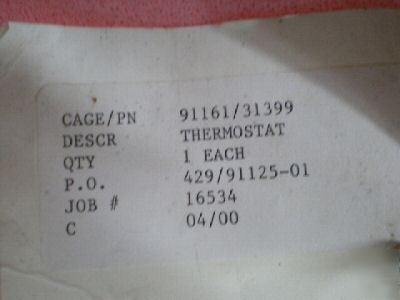 CAGE/PN 91161/31399
DESCR THERMOSTAT
QTY 1 EACH
P.O. 429/91125-01
JOB # 16534
C 04/00